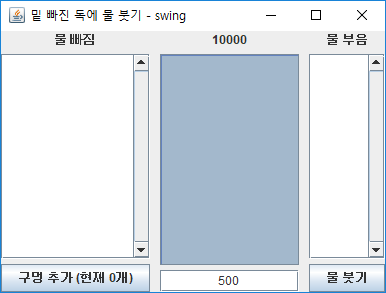 밑 빠진 독에 물 붓기 - swing
물 빠짐 10000 물 부음
구멍 추가 (현재 0개) 500 물 붓기